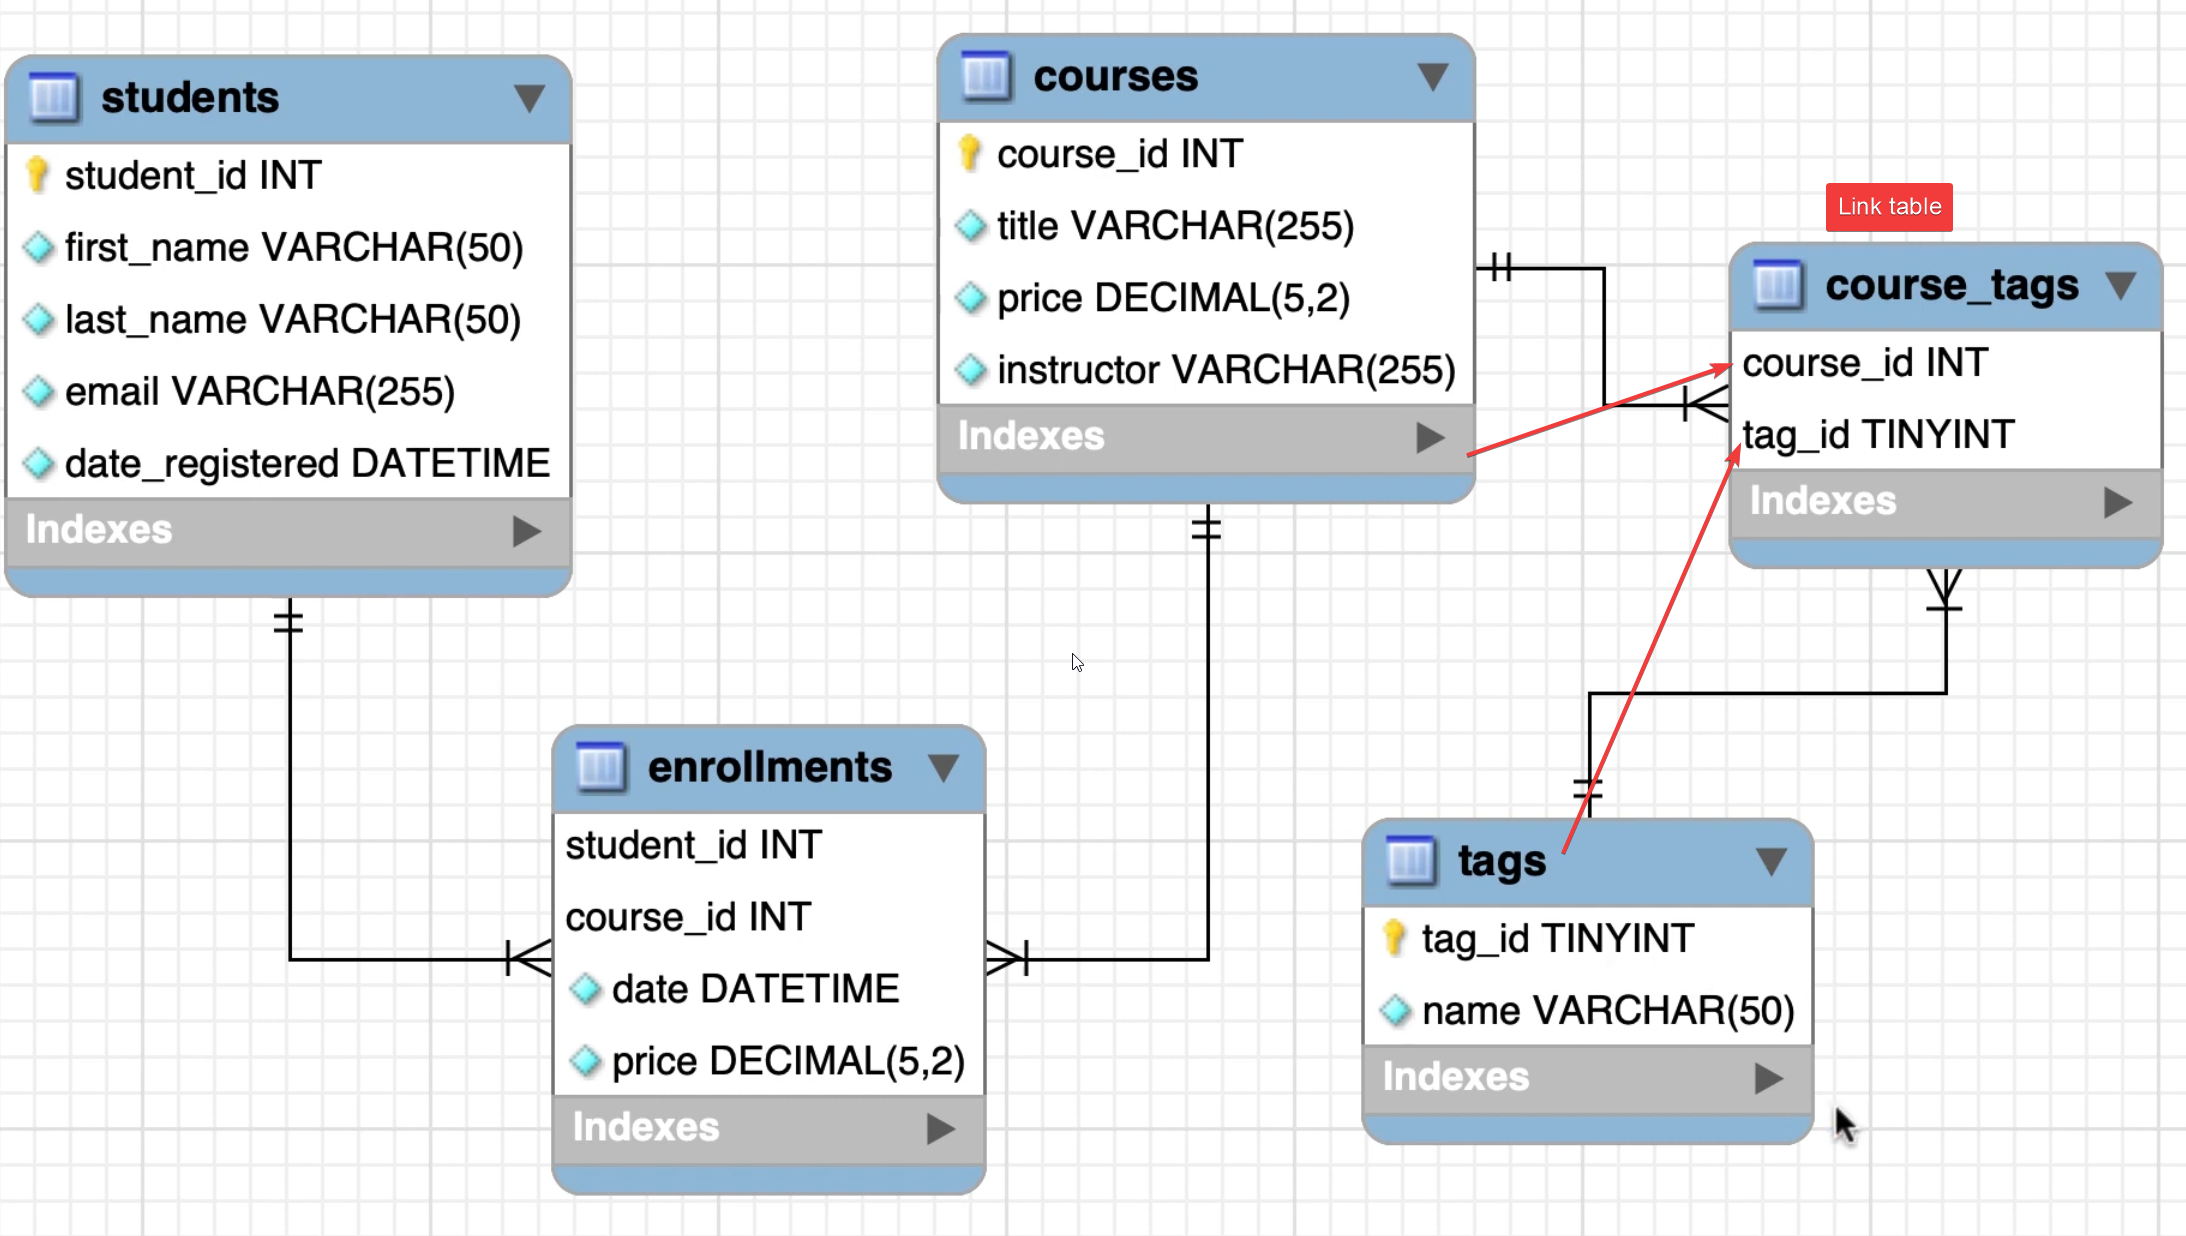 students
student_id INT
first_name VARCHAR(50)
last_name VARCHAR(50)
email VARCHAR(255)
date_registered DATETIME
Indexes
courses
course_id INT
title VARCHAR(255)
price DECIMAL(5,2)
instructor VARCHAR(255)
Indexes
Link table
course_tags
course_id INT
tag_id TINYINT
Indexes
enrollments
student_id INT
course_id INT
date DATETIME
price DECIMAL(5,2)
Indexes
tags
tag_id TINYINT
name VARCHAR(50)
Indexes